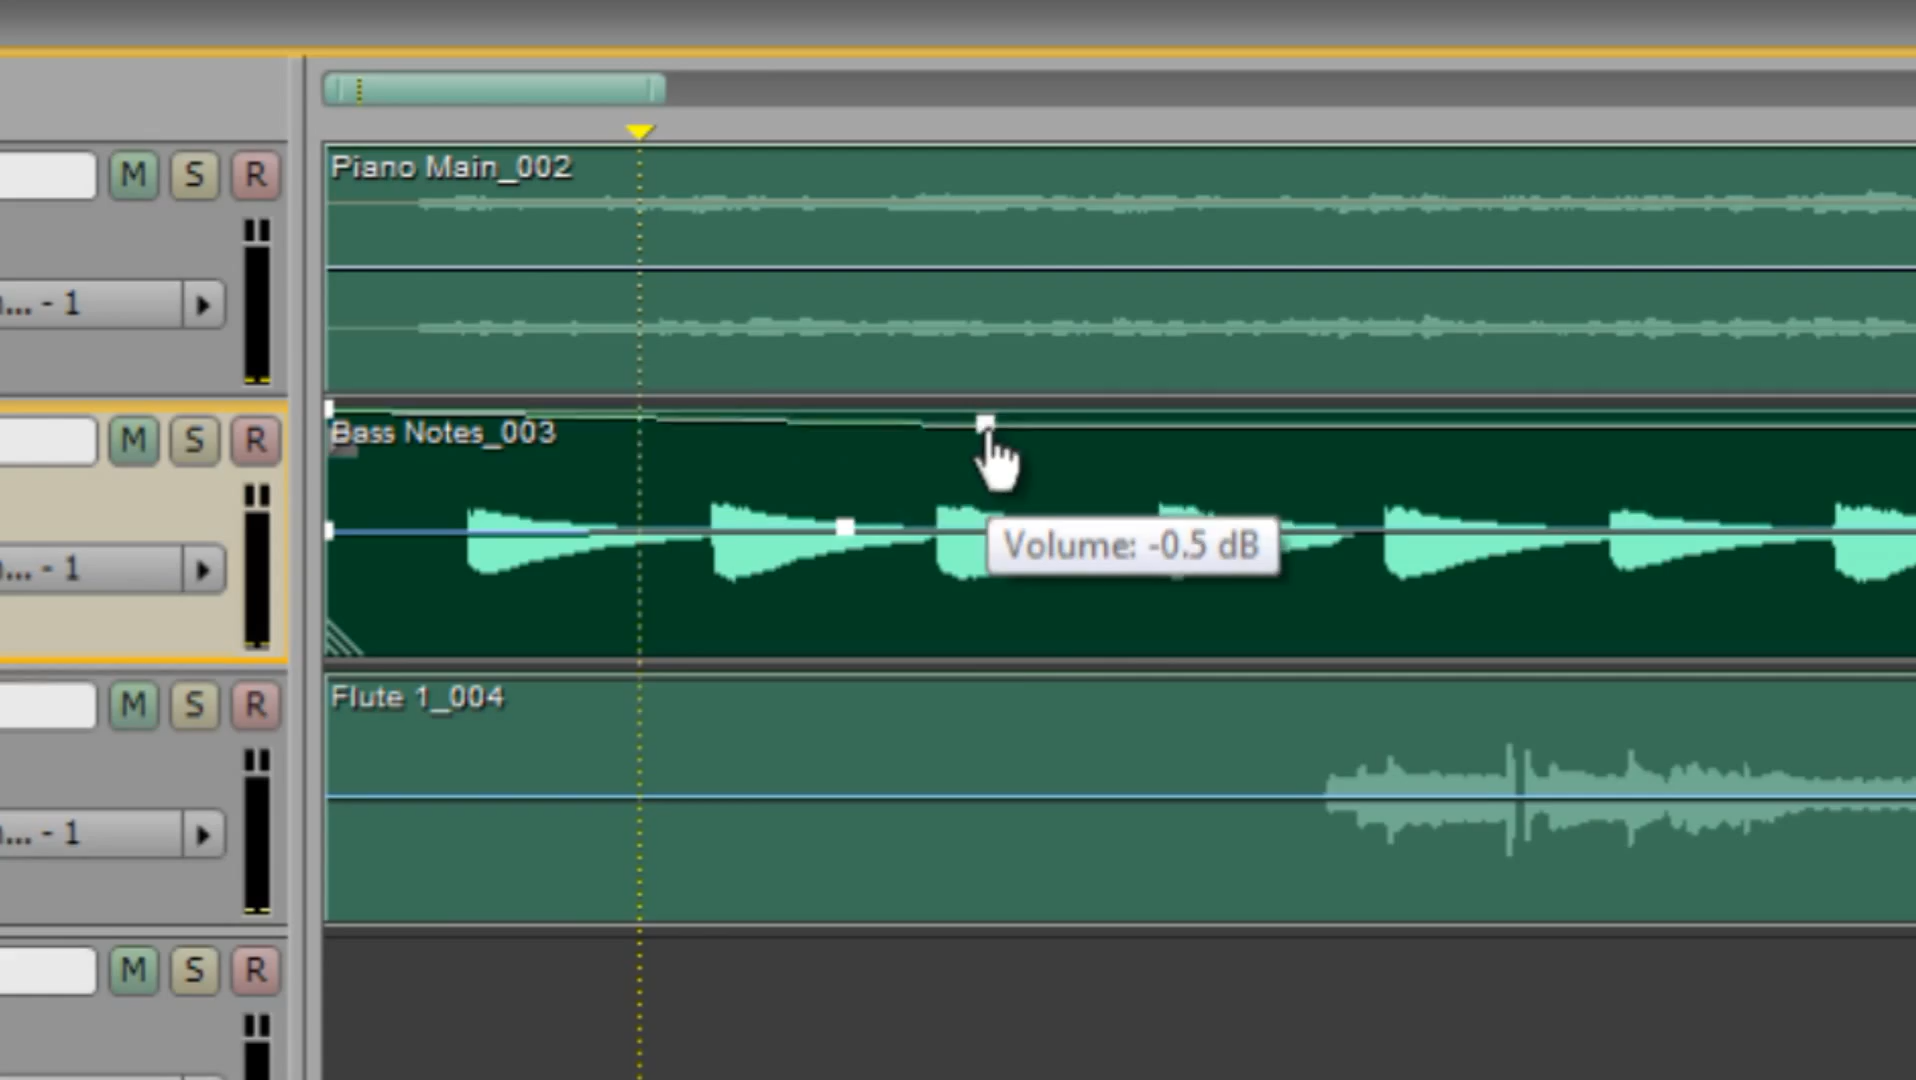 M S R
Piano Main_002
... - 1
M S R
Bass Notes_003
Volume: -0.5 dB
... - 1
M S R
Flute 1_004
... - 1
M S R